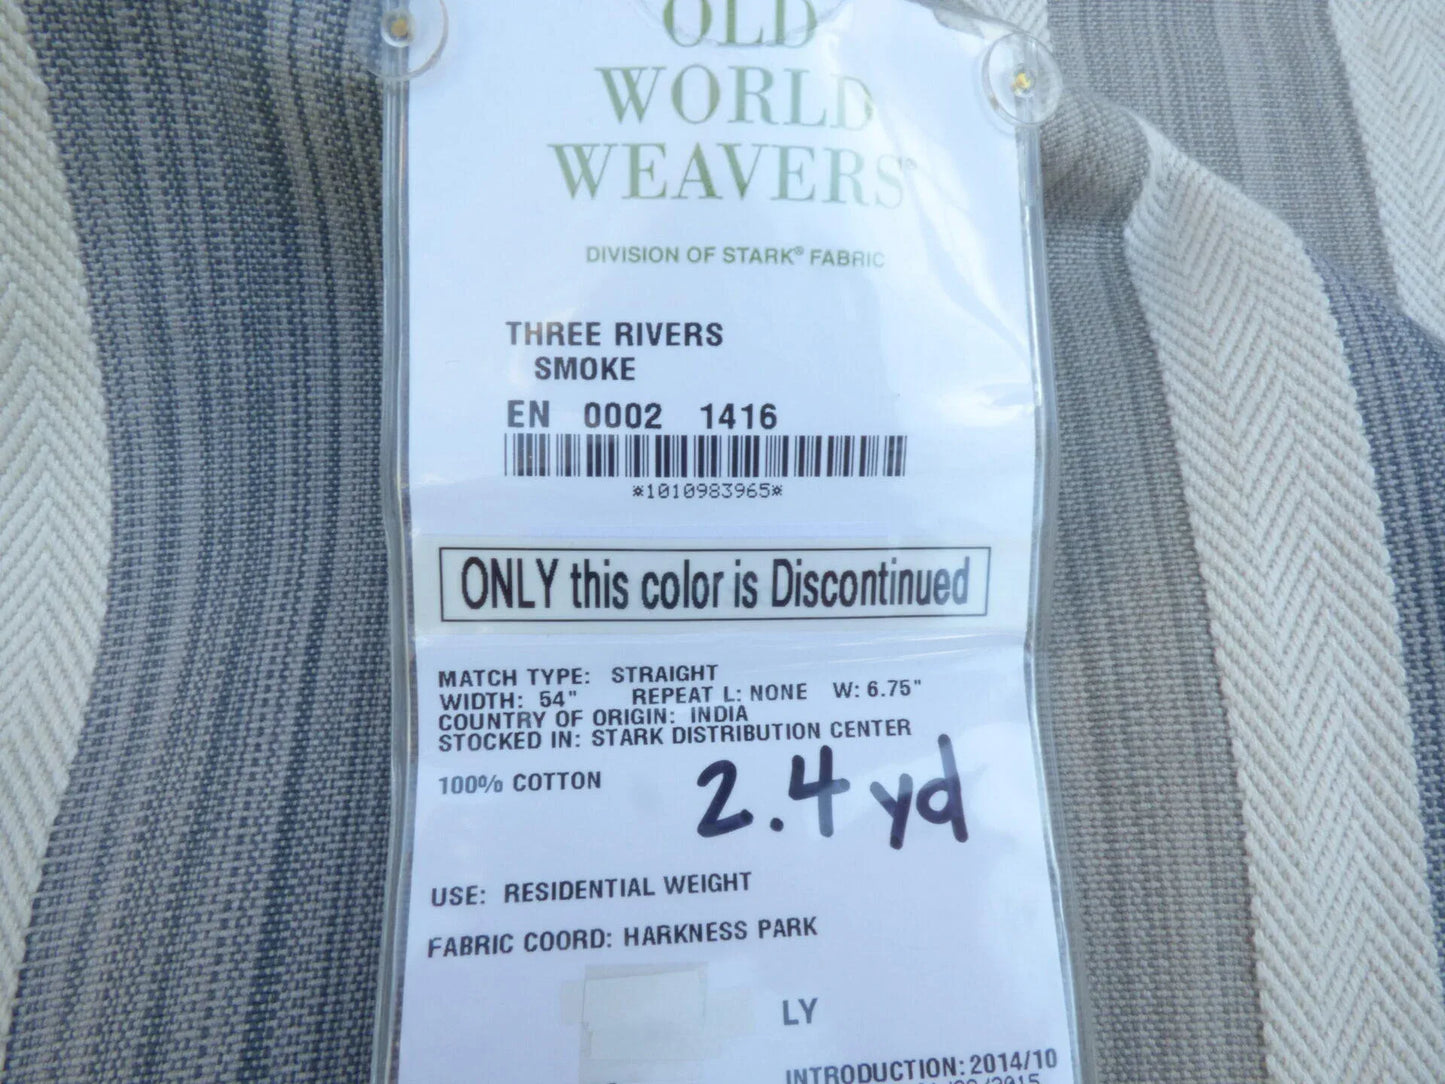 OLD
WORLD
WEAVERS®
DIVISION OF STARK® FABRIC
THREE RIVERS
SMOKE
EN 0002 1416
*1010983965*
ONLY this color is Discontinued
MATCH TYPE: STRAIGHT
WIDTH: 54" REPEAT L: NONE W: 6.75"
COUNTRY OF ORIGIN: INDIA
STOCKED IN: STARK DISTRIBUTION CENTER
100% COTTON
2.4 yd
USE: RESIDENTIAL WEIGHT
FABRIC COORD: HARKNESS PARK
LY
INTRODUCTION: 2014/10